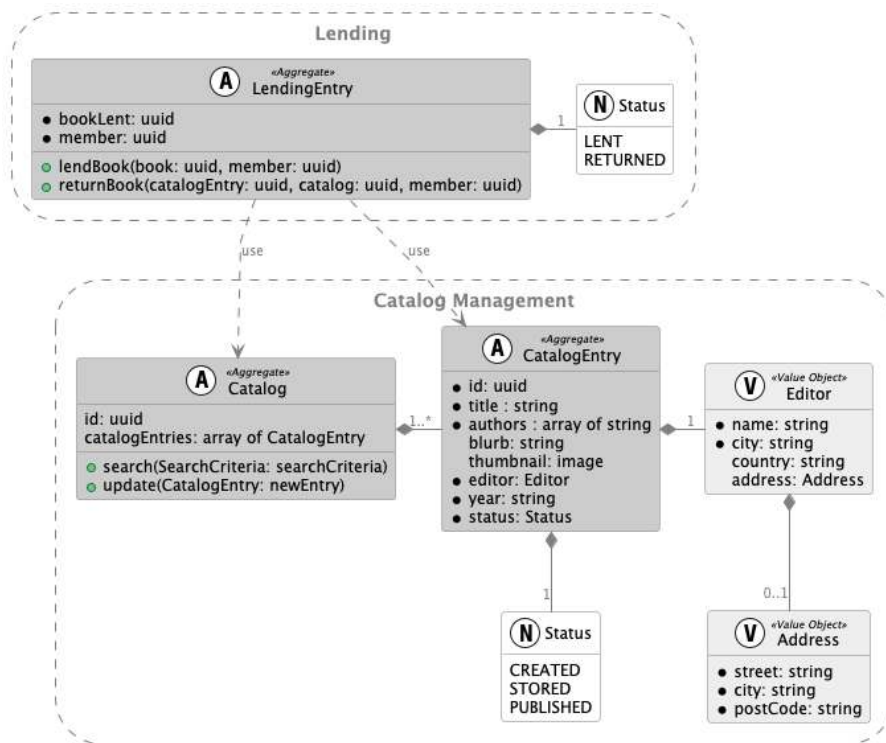 Lending
A
«Aggregate»
LendingEntry
bookLent: uuid
member: uuid
lendBook(book: uuid, member: uuid)
returnBook(catalogEntry: uuid, catalog: uuid, member: uuid)
1
N Status
LENT
RETURNED
use
use
Catalog Management
A
«Aggregate»
Catalog
id: uuid
catalogEntries: array of CatalogEntry
search(SearchCriteria: searchCriteria)
update(CatalogEntry: newEntry)
1..*
A
«Aggregate»
CatalogEntry
id: uuid
title : string
authors : array of string
blurb: string
thumbnail: image
editor: Editor
year: string
status: Status
1
V
«Value Object»
Editor
name: string
city: string
country: string
address: Address
1
0..1
N Status
CREATED
STORED
PUBLISHED
V
«Value Object»
Address
street: string
city: string
postCode: string